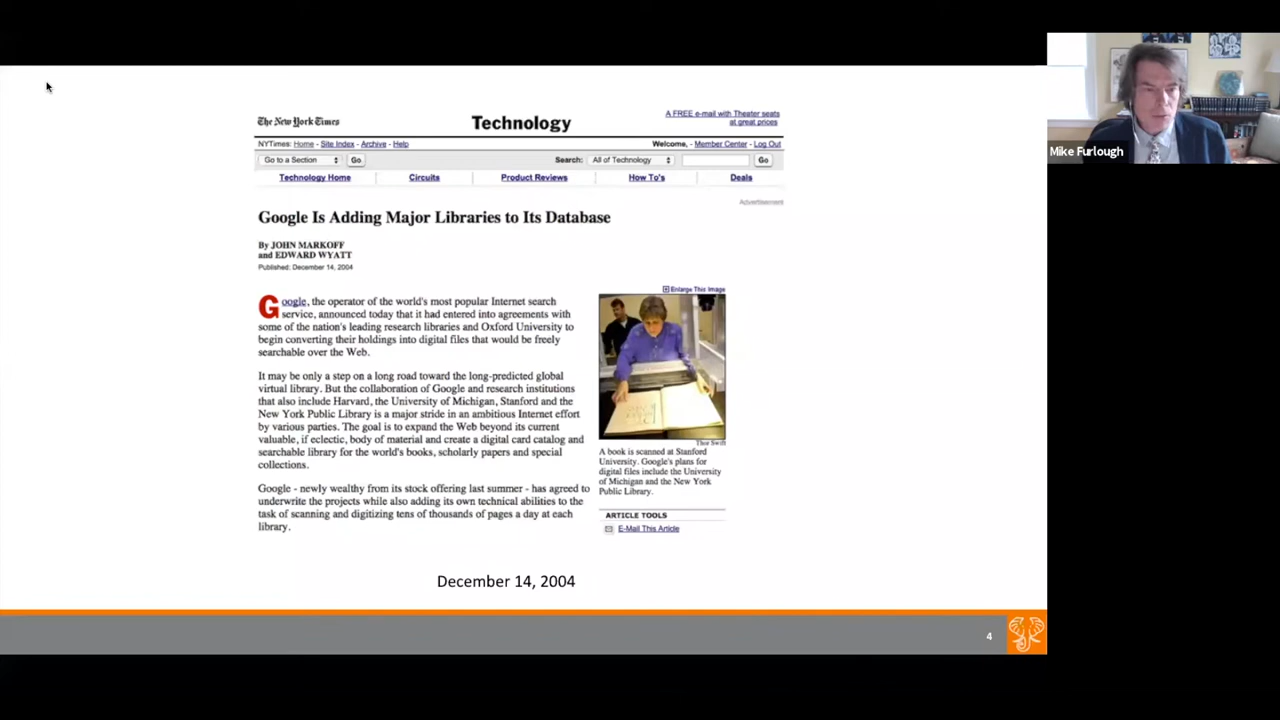 The New York Times
Technology
A FREE e-mail with Theater seats
at great prices
NYTimes: Home - Site Index - Archive - Help
Welcome, - Member Center - Log Out
Go to a Section
Go
Search:
All of Technology
Go
Technology Home
Circuits
Product Reviews
How To's
Deals
Advertisement
Google Is Adding Major Libraries to Its Database
By JOHN MARKOFF
and EDWARD WYATT
Published: December 14, 2004
Google, the operator of the world's most popular Internet search
service, announced today that it had entered into agreements with
some of the nation's leading research libraries and Oxford University to
begin converting their holdings into digital files that would be freely
searchable over the Web.
It may be only a step on a long road toward the long-predicted global
virtual library. But the collaboration of Google and research institutions
that also include Harvard, the University of Michigan, Stanford and the
New York Public Library is a major stride in an ambitious Internet effort
by various parties. The goal is to expand the Web beyond its current
valuable, if eclectic, body of material and create a digital card catalog and
searchable library for the world's books, scholarly papers and special
collections.
Google - newly wealthy from its stock offering last summer - has agreed to
underwrite the projects while also adding its own technical abilities to the
task of scanning and digitizing tens of thousands of pages a day at each
library.
Enlarge This Image
Thor Swift
A book is scanned at Stanford
University. Google's plans for
digital files include the University
of Michigan and the New York
Public Library.
ARTICLE TOOLS
E-Mail This Article
December 14, 2004
4
Mike Furlough